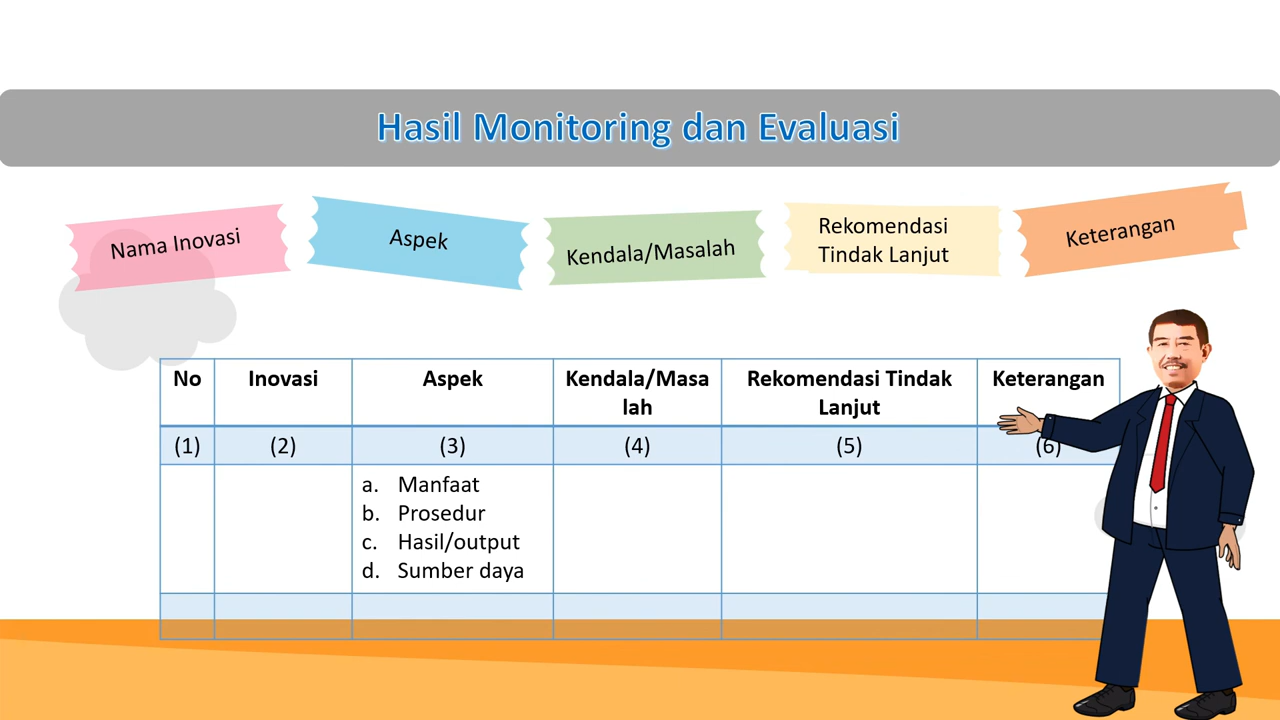 Hasil Monitoring dan Evaluasi
Nama Inovasi
Aspek
Kendala/Masalah
Rekomendasi
Tindak Lanjut
Keterangan
No Inovasi Aspek Kendala/Masa Rekomendasi Tindak Keterangan
lah Lanjut
(1) (2) (3) (4) (5) (6)
a. Manfaat
b. Prosedur
c. Hasil/output
d. Sumber daya